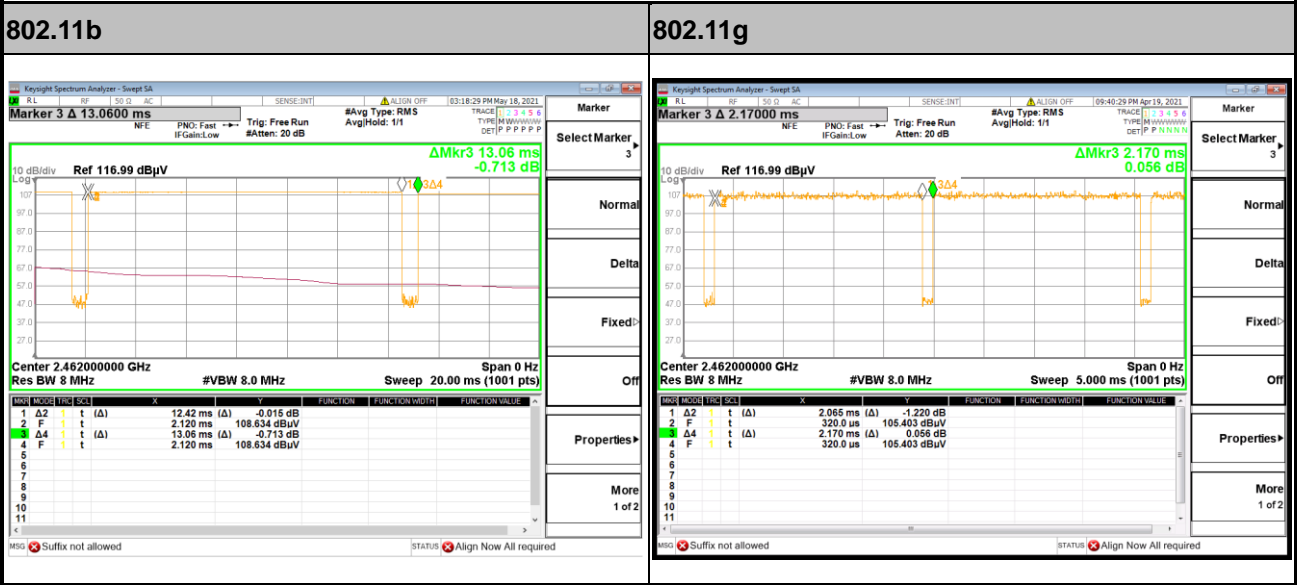 802.11b
Keysight Spectrum Analyzer - Swept SA
RL RF 50 Ω AC SENSE:INT ALIGN OFF 03:18:29 PM May 18, 2021
Marker 3 Δ 13.0600 ms
NFE PNO: Fast IFGain:Low Trig: Free Run #Atten: 20 dB
#Avg Type: RMS Avg|Hold: 1/1
TRACE 1 2 3 4 5 6
TYPE
DET P P P P P P
ΔMkr3 13.06 ms
-0.713 dB
10 dB/div Ref 116.99 dBµV
Log
107
97.0
87.0
77.0
67.0
57.0
47.0
37.0
27.0
3Δ4
Center 2.462000000 GHz Span 0 Hz
Res BW 8 MHz #VBW 8.0 MHz Sweep 20.00 ms (1001 pts)
MKR MODE TRC SCL X Y FUNCTION FUNCTION WIDTH FUNCTION VALUE
1 Δ2 1 t (Δ) 12.42 ms (Δ) -0.015 dB
2 F 1 t 2.120 ms 108.634 dBµV
3 Δ4 1 t (Δ) 13.06 ms (Δ) -0.713 dB
4 F 1 t 2.120 ms 108.634 dBµV
5
6
7
8
9
10
11
MSG Suffix not allowed STATUS Align Now All required
Marker
Select Marker
3
Normal
Delta
Fixed
Off
Properties
More
1 of 2
802.11g
Keysight Spectrum Analyzer - Swept SA
RL RF 50 Ω AC SENSE:INT ALIGN OFF 09:40:29 PM Apr 19, 2021
Marker 3 Δ 2.17000 ms
NFE PNO: Fast IFGain:Low Trig: Free Run Atten: 20 dB
#Avg Type: RMS Avg|Hold: 1/1
TRACE 1 2 3 4 5 6
TYPE
DET P P N N N N
ΔMkr3 2.170 ms
0.056 dB
10 dB/div Ref 116.99 dBµV
Log
107
97.0
87.0
77.0
67.0
57.0
47.0
37.0
27.0
3Δ4
Center 2.462000000 GHz Span 0 Hz
Res BW 8 MHz #VBW 8.0 MHz Sweep 5.000 ms (1001 pts)
MKR MODE TRC SCL X Y FUNCTION FUNCTION WIDTH FUNCTION VALUE
1 Δ2 1 t (Δ) 2.065 ms (Δ) -1.220 dB
2 F 1 t 320.0 µs 105.403 dBµV
3 Δ4 1 t (Δ) 2.170 ms (Δ) 0.056 dB
4 F 1 t 320.0 µs 105.403 dBµV
5
6
7
8
9
10
11
MSG Suffix not allowed STATUS Align Now All required
Marker
Select Marker
3
Normal
Delta
Fixed
Off
Properties
More
1 of 2